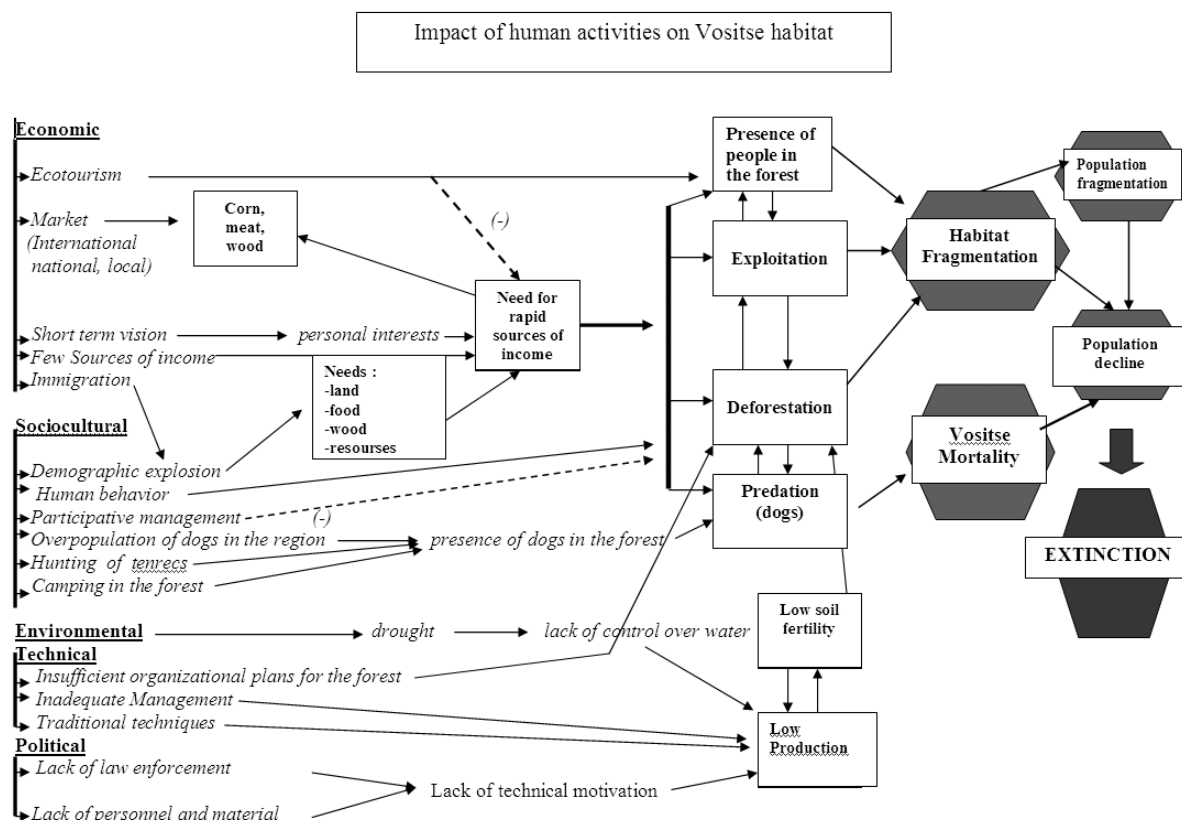 Impact of human activities on Vositse habitat
Economic
Ecotourism
Market
(International
national, local)
Corn,
meat,
wood
(-)
Short term vision
personal interests
Few Sources of income
Immigration
Need for
rapid
sources of
income
Needs :
-land
-food
-wood
-resourses
Sociocultural
Demographic explosion
Human behavior
Participative management
(-)
Overpopulation of dogs in the region
presence of dogs in the forest
Hunting of tenrecs
Camping in the forest
Environmental
drought
lack of control over water
Technical
Insufficient organizational plans for the forest
Inadequate Management
Traditional techniques
Political
Lack of law enforcement
Lack of technical motivation
Lack of personnel and material
Presence of
people in
the forest
Exploitation
Deforestation
Predation
(dogs)
Low soil
fertility
Low
Production
Habitat
Fragmentation
Vositse
Mortality
Population
fragmentation
Population
decline
EXTINCTION